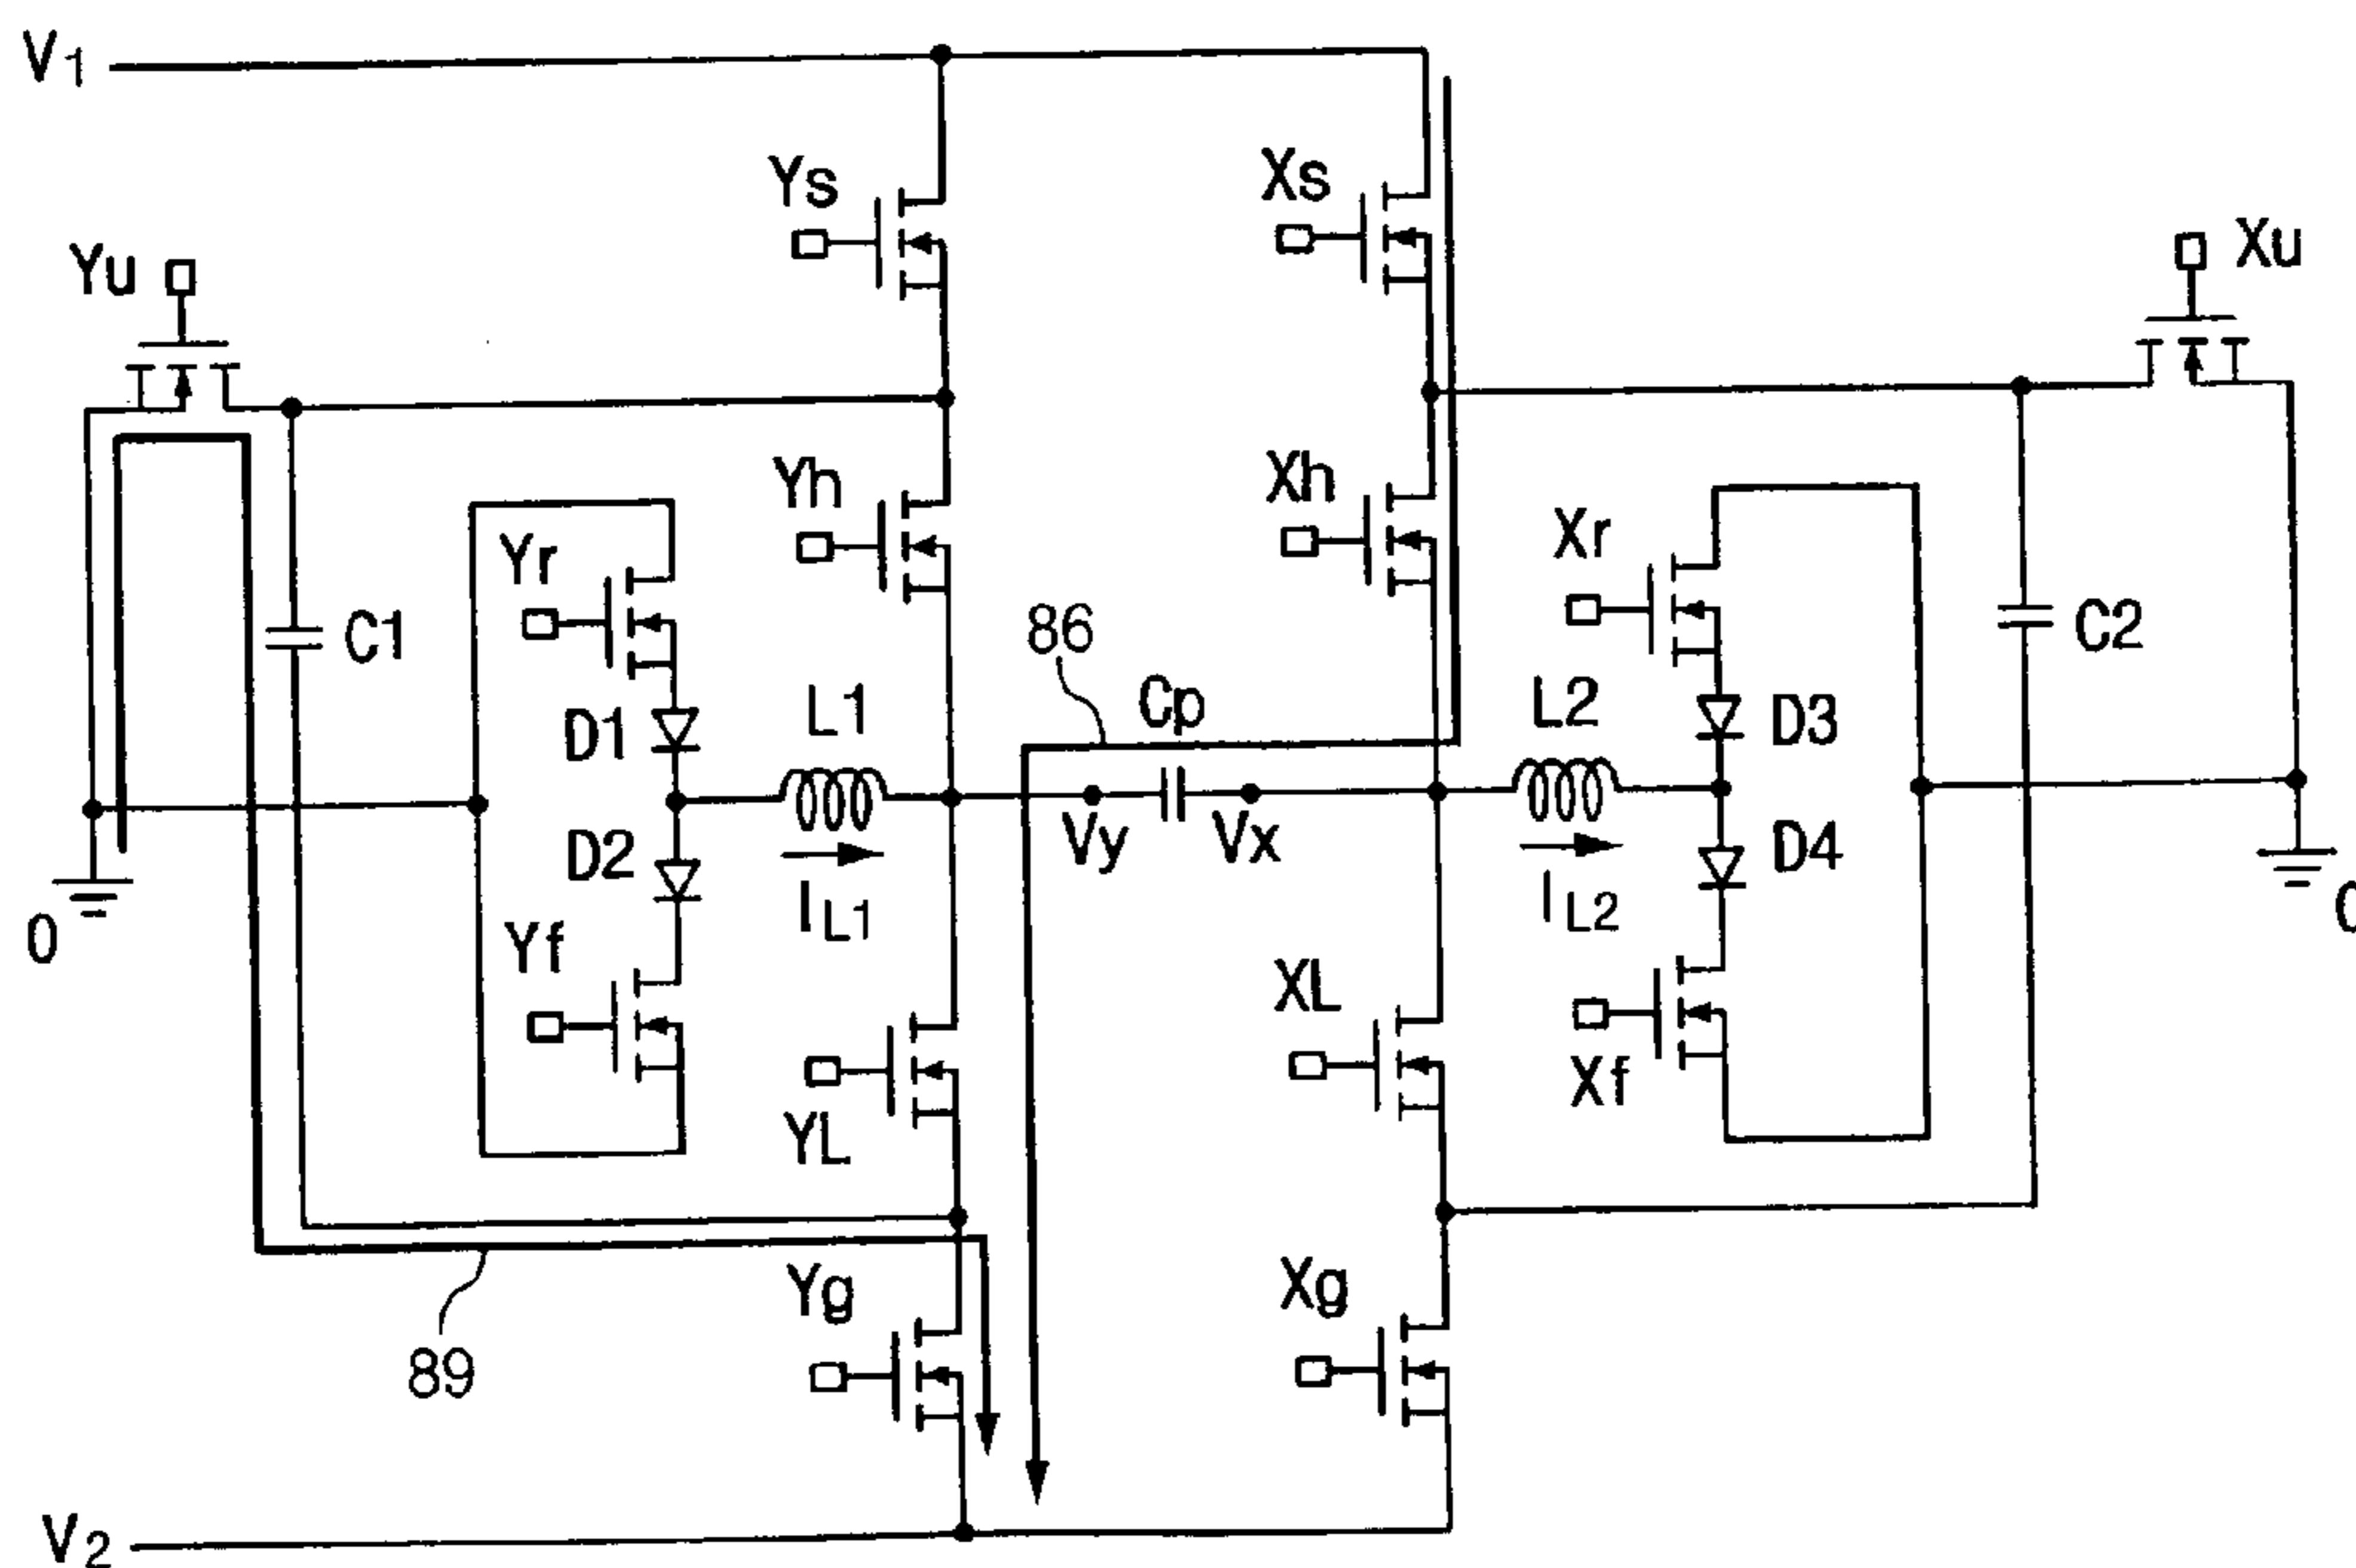 V1
Ys
Xs
Yu
Xu
Yh
Xh
Yr
Xr
86
C1
C2
Cp
L1
L2
D1
D3
Vy
Vx
D2
D4
IL1
IL2
0
Yf
XL
Xf
YL
Yg
Xg
89
V2